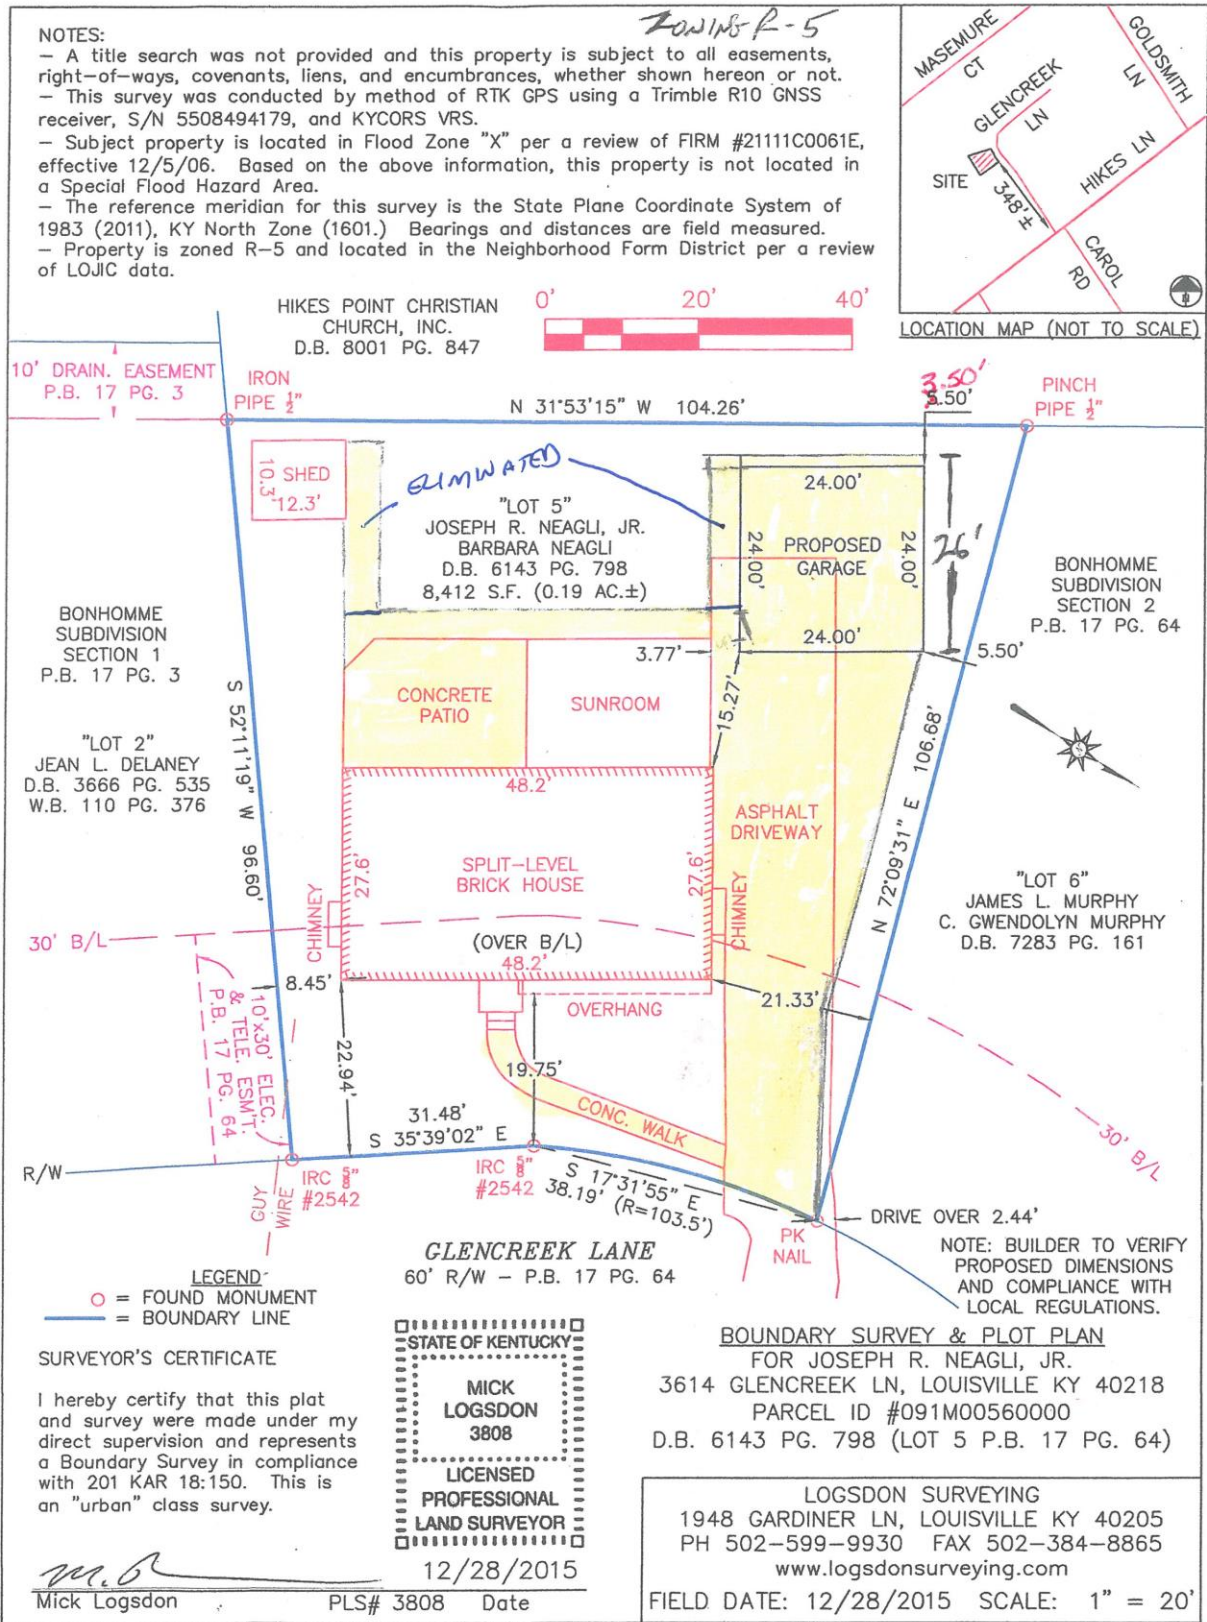 ZONING R-5
NOTES:
– A title search was not provided and this property is subject to all easements,
right–of–ways, covenants, liens, and encumbrances, whether shown hereon or not.
– This survey was conducted by method of RTK GPS using a Trimble R10 GNSS
receiver, S/N 5508494179, and KYCORS VRS.
– Subject property is located in Flood Zone "X" per a review of FIRM #21111C0061E,
effective 12/5/06. Based on the above information, this property is not located in
a Special Flood Hazard Area.
– The reference meridian for this survey is the State Plane Coordinate System of
1983 (2011), KY North Zone (1601.) Bearings and distances are field measured.
– Property is zoned R–5 and located in the Neighborhood Form District per a review
of LOJIC data.
MASEMURE
CT
GLENCREEK
LN
GOLDSMITH
LN
HIKES LN
SITE
348'±
CAROL
RD
LOCATION MAP (NOT TO SCALE)
HIKES POINT CHRISTIAN
CHURCH, INC.
D.B. 8001 PG. 847
0' 20' 40'
10' DRAIN. EASEMENT
P.B. 17 PG. 3
IRON
PIPE ½"
N 31°53'15" W 104.26'
3.50'
5.50'
PINCH
PIPE ½"
SHED
10.3'
12.3'
ELIMINATED
"LOT 5"
JOSEPH R. NEAGLI, JR.
BARBARA NEAGLI
D.B. 6143 PG. 798
8,412 S.F. (0.19 AC.±)
24.00'
24.00'
PROPOSED
GARAGE
24.00'
26'
24.00'
BONHOMME
SUBDIVISION
SECTION 2
P.B. 17 PG. 64
BONHOMME
SUBDIVISION
SECTION 1
P.B. 17 PG. 3
3.77'
5.50'
CONCRETE
PATIO
SUNROOM
15.27'
S 52°11'19" W 96.60'
"LOT 2"
JEAN L. DELANEY
D.B. 3666 PG. 535
W.B. 110 PG. 376
48.2'
ASPHALT
DRIVEWAY
N 72°09'31" E 106.68'
27.6'
SPLIT–LEVEL
BRICK HOUSE
27.6'
"LOT 6"
JAMES L. MURPHY
C. GWENDOLYN MURPHY
D.B. 7283 PG. 161
CHIMNEY
CHIMNEY
30' B/L
(OVER B/L)
48.2'
8.45'
21.33'
OVERHANG
10'x30' ELEC.
& TELE. ESM'T.
P.B. 17 PG. 64
22.94'
19.75'
CONC. WALK
31.48'
S 35°39'02" E
30' B/L
R/W
IRC ⅝"
#2542
IRC ⅝"
#2542
S 17°31'55" E
38.19' (R=103.5')
GUY
WIRE
PK
NAIL
DRIVE OVER 2.44'
GLENCREEK LANE
60' R/W – P.B. 17 PG. 64
NOTE: BUILDER TO VERIFY
PROPOSED DIMENSIONS
AND COMPLIANCE WITH
LOCAL REGULATIONS.
LEGEND
= FOUND MONUMENT
= BOUNDARY LINE
SURVEYOR'S CERTIFICATE
I hereby certify that this plat
and survey were made under my
direct supervision and represents
a Boundary Survey in compliance
with 201 KAR 18:150. This is
an "urban" class survey.
STATE OF KENTUCKY
MICK
LOGSDON
3808
LICENSED
PROFESSIONAL
LAND SURVEYOR
12/28/2015
Mick Logsdon PLS# 3808 Date
BOUNDARY SURVEY & PLOT PLAN
FOR JOSEPH R. NEAGLI, JR.
3614 GLENCREEK LN, LOUISVILLE KY 40218
PARCEL ID #091M00560000
D.B. 6143 PG. 798 (LOT 5 P.B. 17 PG. 64)
LOGSDON SURVEYING
1948 GARDINER LN, LOUISVILLE KY 40205
PH 502–599–9930 FAX 502–384–8865
www.logsdonsurveying.com
FIELD DATE: 12/28/2015 SCALE: 1" = 20'